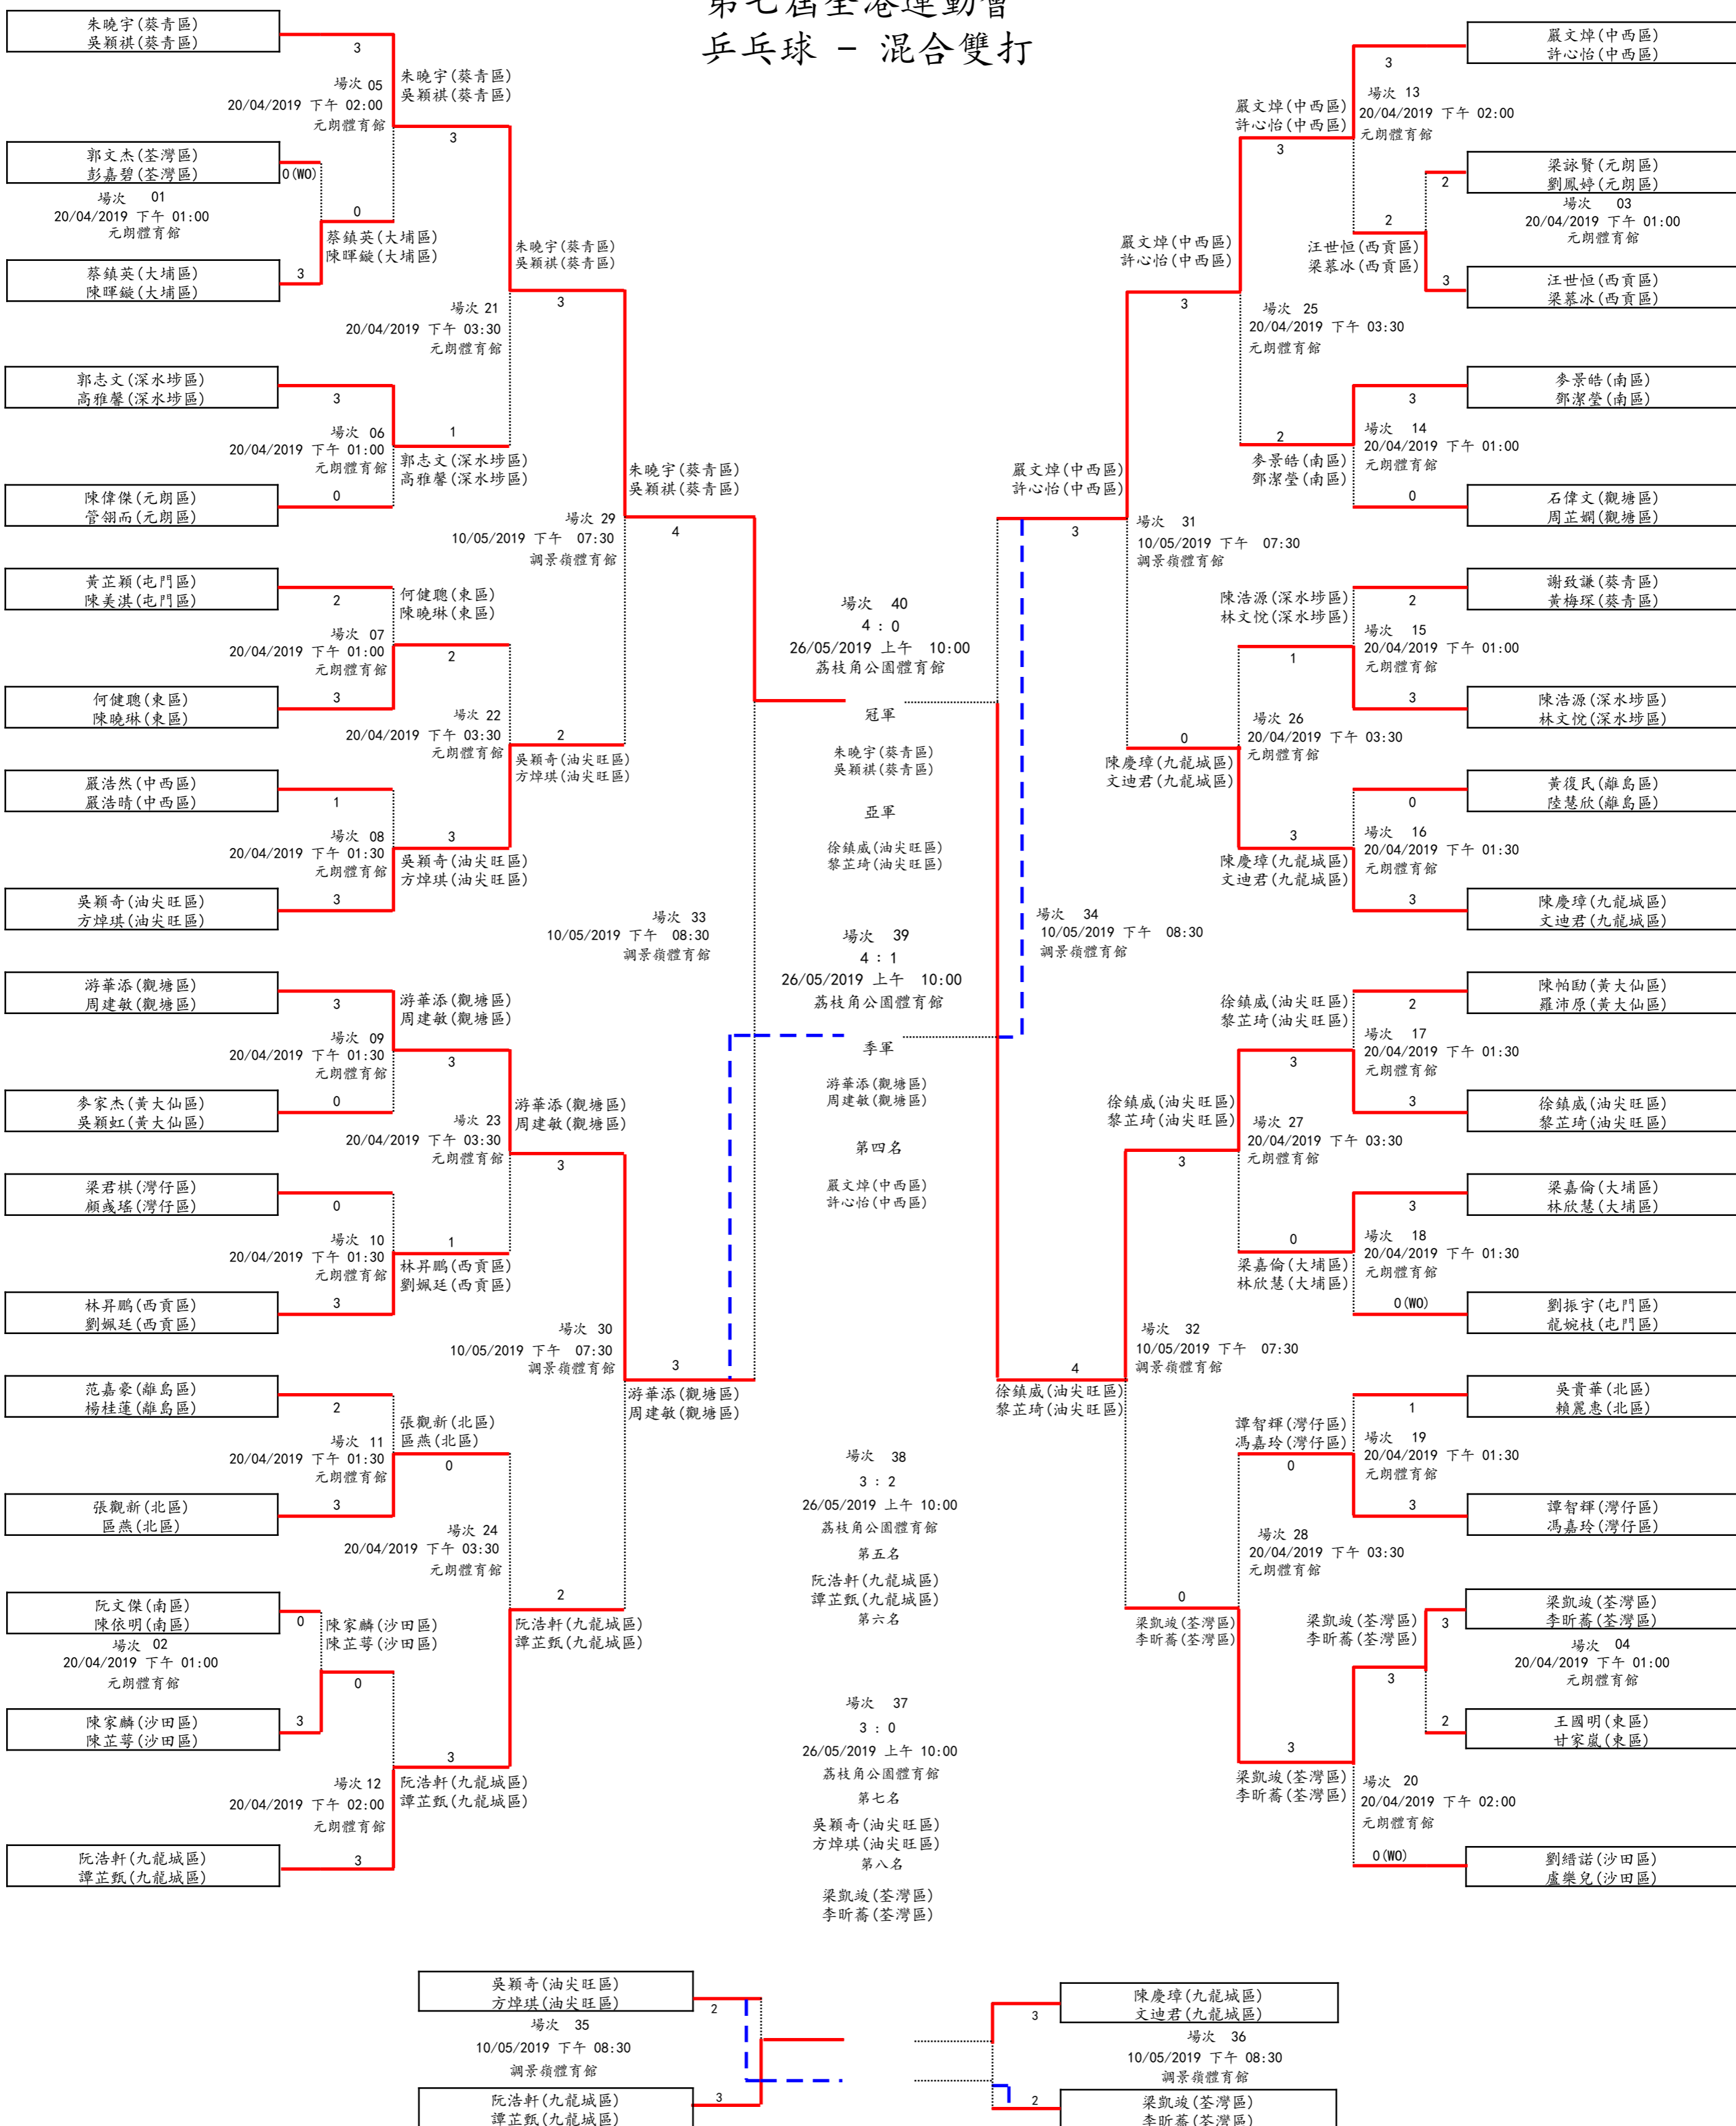 第七屆全港運動會
乒乓球 - 混合雙打
朱曉宇(葵青區)
吳穎祺(葵青區)
3
場次 05
20/04/2019 下午 02:00
元朗體育館
朱曉宇(葵青區)
吳穎祺(葵青區)
3
郭文杰(荃灣區)
彭嘉碧(荃灣區)
0(WO)
場次 01
20/04/2019 下午 01:00
元朗體育館
0
蔡鎮英(大埔區)
陳暉鏇(大埔區)
蔡鎮英(大埔區)
陳暉鏇(大埔區)
3
朱曉宇(葵青區)
吳穎祺(葵青區)
3
場次 21
20/04/2019 下午 03:30
元朗體育館
郭志文(深水埗區)
高雅馨(深水埗區)
3
場次 06
20/04/2019 下午 01:00
元朗體育館
1
郭志文(深水埗區)
高雅馨(深水埗區)
陳偉傑(元朗區)
管翎而(元朗區)
0
朱曉宇(葵青區)
吳穎祺(葵青區)
4
場次 29
10/05/2019 下午 07:30
調景嶺體育館
黃芷穎(屯門區)
陳美淇(屯門區)
2
何健聰(東區)
陳曉琳(東區)
2
場次 07
20/04/2019 下午 01:00
元朗體育館
何健聰(東區)
陳曉琳(東區)
3
場次 22
20/04/2019 下午 03:30
元朗體育館
2
吳穎奇(油尖旺區)
方焯琪(油尖旺區)
嚴浩然(中西區)
嚴浩晴(中西區)
1
場次 08
20/04/2019 下午 01:30
元朗體育館
3
吳穎奇(油尖旺區)
方焯琪(油尖旺區)
吳穎奇(油尖旺區)
方焯琪(油尖旺區)
3
場次 33
10/05/2019 下午 08:30
調景嶺體育館
游華添(觀塘區)
周建敏(觀塘區)
3
游華添(觀塘區)
周建敏(觀塘區)
3
場次 09
20/04/2019 下午 01:30
元朗體育館
麥家杰(黃大仙區)
吳穎虹(黃大仙區)
0
場次 23
20/04/2019 下午 03:30
元朗體育館
游華添(觀塘區)
周建敏(觀塘區)
3
梁君棋(灣仔區)
顧彧瑤(灣仔區)
0
場次 10
20/04/2019 下午 01:30
元朗體育館
1
林昇鵬(西貢區)
劉姵廷(西貢區)
林昇鵬(西貢區)
劉姵廷(西貢區)
3
場次 30
10/05/2019 下午 07:30
調景嶺體育館
3
游華添(觀塘區)
周建敏(觀塘區)
范嘉豪(離島區)
楊桂蓮(離島區)
2
張觀新(北區)
區燕(北區)
0
場次 11
20/04/2019 下午 01:30
元朗體育館
張觀新(北區)
區燕(北區)
3
場次 24
20/04/2019 下午 03:30
元朗體育館
2
阮浩軒(九龍城區)
譚芷甄(九龍城區)
阮文傑(南區)
陳依明(南區)
0
場次 02
20/04/2019 下午 01:00
元朗體育館
陳家麟(沙田區)
陳芷萼(沙田區)
0
陳家麟(沙田區)
陳芷萼(沙田區)
3
3
阮浩軒(九龍城區)
譚芷甄(九龍城區)
場次 12
20/04/2019 下午 02:00
元朗體育館
阮浩軒(九龍城區)
譚芷甄(九龍城區)
3
場次 40
4 : 0
26/05/2019 上午 10:00
荔枝角公園體育館
冠軍
朱曉宇(葵青區)
吳穎祺(葵青區)
亞軍
徐鎮威(油尖旺區)
黎芷琦(油尖旺區)
場次 39
4 : 1
26/05/2019 上午 10:00
荔枝角公園體育館
季軍
游華添(觀塘區)
周建敏(觀塘區)
第四名
嚴文焯(中西區)
許心怡(中西區)
場次 38
3 : 2
26/05/2019 上午 10:00
荔枝角公園體育館
第五名
阮浩軒(九龍城區)
譚芷甄(九龍城區)
第六名
場次 37
3 : 0
26/05/2019 上午 10:00
荔枝角公園體育館
第七名
吳穎奇(油尖旺區)
方焯琪(油尖旺區)
第八名
梁凱竣(荃灣區)
李昕蕎(荃灣區)
嚴文焯(中西區)
許心怡(中西區)
3
場次 13
20/04/2019 下午 02:00
元朗體育館
嚴文焯(中西區)
許心怡(中西區)
3
梁詠賢(元朗區)
劉鳳婷(元朗區)
2
場次 03
20/04/2019 下午 01:00
元朗體育館
2
汪世恒(西貢區)
梁慕冰(西貢區)
汪世恒(西貢區)
梁慕冰(西貢區)
3
嚴文焯(中西區)
許心怡(中西區)
3
場次 25
20/04/2019 下午 03:30
元朗體育館
麥景皓(南區)
鄧潔瑩(南區)
3
場次 14
20/04/2019 下午 01:00
元朗體育館
2
麥景皓(南區)
鄧潔瑩(南區)
石偉文(觀塘區)
周芷嫻(觀塘區)
0
嚴文焯(中西區)
許心怡(中西區)
3
場次 31
10/05/2019 下午 07:30
調景嶺體育館
謝致謙(葵青區)
黃梅琛(葵青區)
2
陳浩源(深水埗區)
林文悅(深水埗區)
1
場次 15
20/04/2019 下午 01:00
元朗體育館
陳浩源(深水埗區)
林文悅(深水埗區)
3
場次 26
20/04/2019 下午 03:30
元朗體育館
0
陳慶璋(九龍城區)
文迪君(九龍城區)
黃復民(離島區)
陸慧欣(離島區)
0
場次 16
20/04/2019 下午 01:30
元朗體育館
3
陳慶璋(九龍城區)
文迪君(九龍城區)
陳慶璋(九龍城區)
文迪君(九龍城區)
3
場次 34
10/05/2019 下午 08:30
調景嶺體育館
陳帕勵(黃大仙區)
羅沛原(黃大仙區)
2
徐鎮威(油尖旺區)
黎芷琦(油尖旺區)
3
場次 17
20/04/2019 下午 01:30
元朗體育館
徐鎮威(油尖旺區)
黎芷琦(油尖旺區)
3
徐鎮威(油尖旺區)
黎芷琦(油尖旺區)
3
場次 27
20/04/2019 下午 03:30
元朗體育館
梁嘉倫(大埔區)
林欣慧(大埔區)
3
場次 18
20/04/2019 下午 01:30
元朗體育館
0
梁嘉倫(大埔區)
林欣慧(大埔區)
劉振宇(屯門區)
龍婉枝(屯門區)
0(WO)
場次 32
10/05/2019 下午 07:30
調景嶺體育館
4
徐鎮威(油尖旺區)
黎芷琦(油尖旺區)
吳貴華(北區)
賴麗惠(北區)
1
譚智輝(灣仔區)
馮嘉玲(灣仔區)
0
場次 19
20/04/2019 下午 01:30
元朗體育館
譚智輝(灣仔區)
馮嘉玲(灣仔區)
3
場次 28
20/04/2019 下午 03:30
元朗體育館
0
梁凱竣(荃灣區)
李昕蕎(荃灣區)
梁凱竣(荃灣區)
李昕蕎(荃灣區)
3
場次 04
20/04/2019 下午 01:00
元朗體育館
梁凱竣(荃灣區)
李昕蕎(荃灣區)
3
王國明(東區)
甘家嵐(東區)
2
3
梁凱竣(荃灣區)
李昕蕎(荃灣區)
場次 20
20/04/2019 下午 02:00
元朗體育館
劉縉諾(沙田區)
盧樂兒(沙田區)
0(WO)
吳穎奇(油尖旺區)
方焯琪(油尖旺區)
2
場次 35
10/05/2019 下午 08:30
調景嶺體育館
阮浩軒(九龍城區)
譚芷甄(九龍城區)
3
陳慶璋(九龍城區)
文迪君(九龍城區)
3
場次 36
10/05/2019 下午 08:30
調景嶺體育館
梁凱竣(荃灣區)
李昕蕎(荃灣區)
2